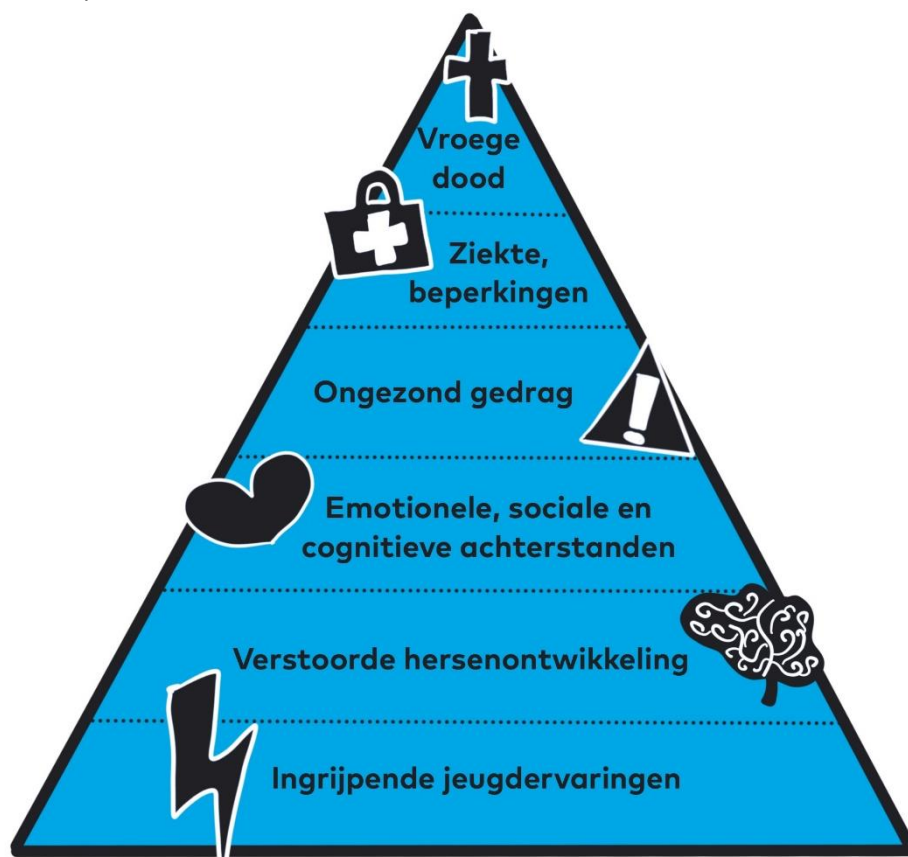 Vroege
dood
Ziekte,
beperkingen
Ongezond gedrag
Emotionele, sociale en
cognitieve achterstanden
Verstoorde hersenontwikkeling
Ingrijpende jeugdervaringen